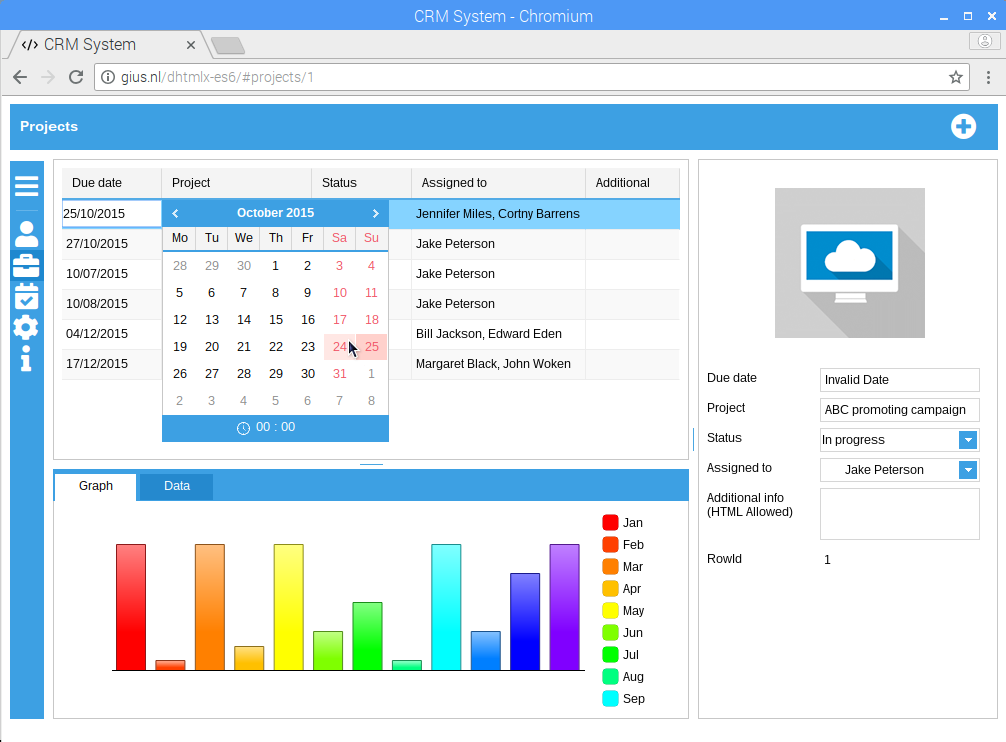 CRM System - Chromium
CRM System
gius.nl/dhtmlx-es6/#projects/1
Projects
Due date Project Status Assigned to Additional
25/10/2015 Jennifer Miles, Cortny Barrens
27/10/2015 Jake Peterson
10/07/2015 Jake Peterson
10/08/2015 Jake Peterson
04/12/2015 Bill Jackson, Edward Eden
17/12/2015 Margaret Black, John Woken
October 2015
Mo Tu We Th Fr Sa Su
28 29 30 1 2 3 4
5 6 7 8 9 10 11
12 13 14 15 16 17 18
19 20 21 22 23 24 25
26 27 28 29 30 31 1
2 3 4 5 6 7 8
00 : 00
Graph Data
Jan
Feb
Mar
Apr
May
Jun
Jul
Aug
Sep
Due date Invalid Date
Project ABC promoting campaign
Status In progress
Assigned to Jake Peterson
Additional info
(HTML Allowed)
RowId 1